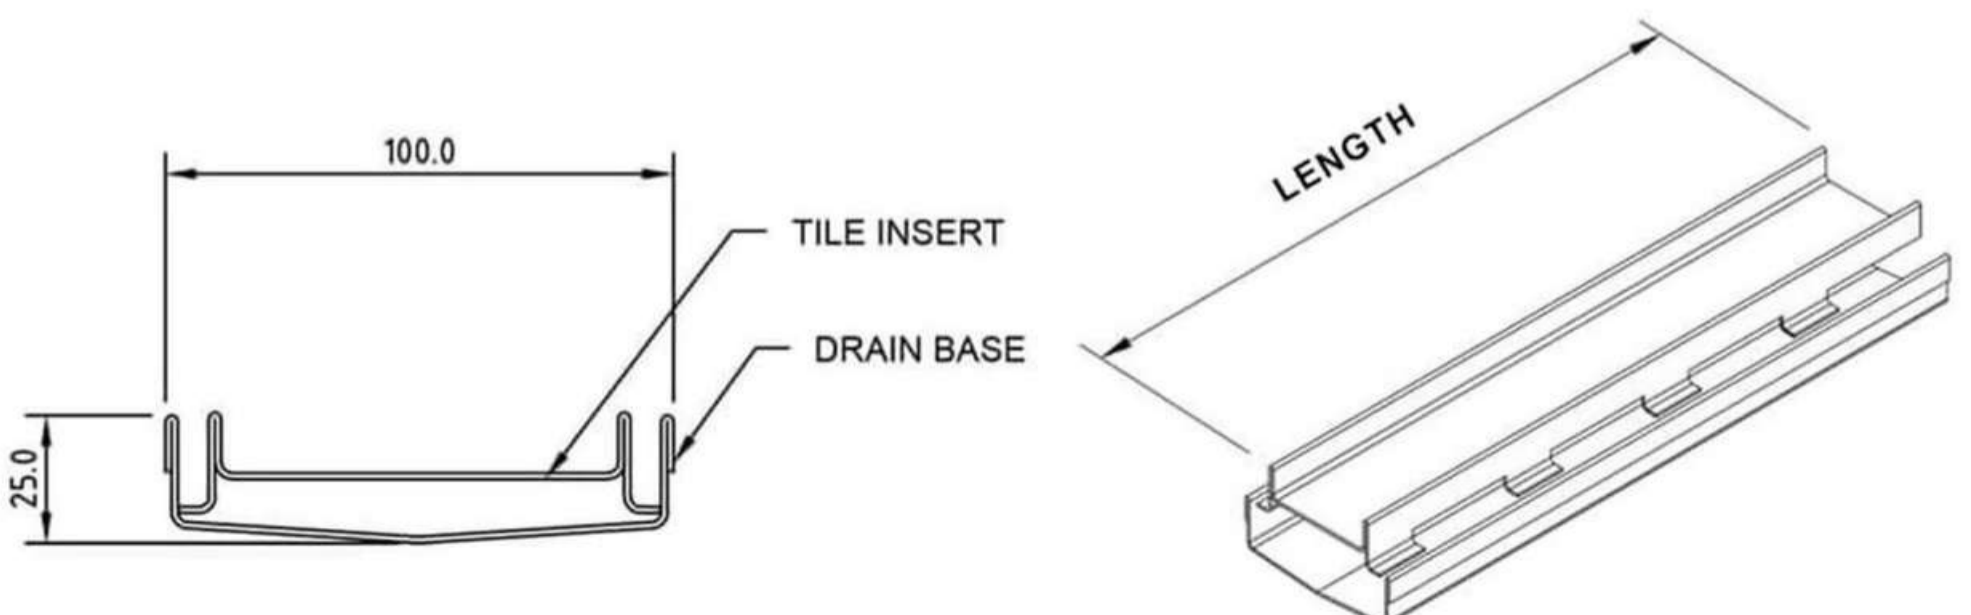 100.0
TILE INSERT
DRAIN BASE
25.0
LENGTH